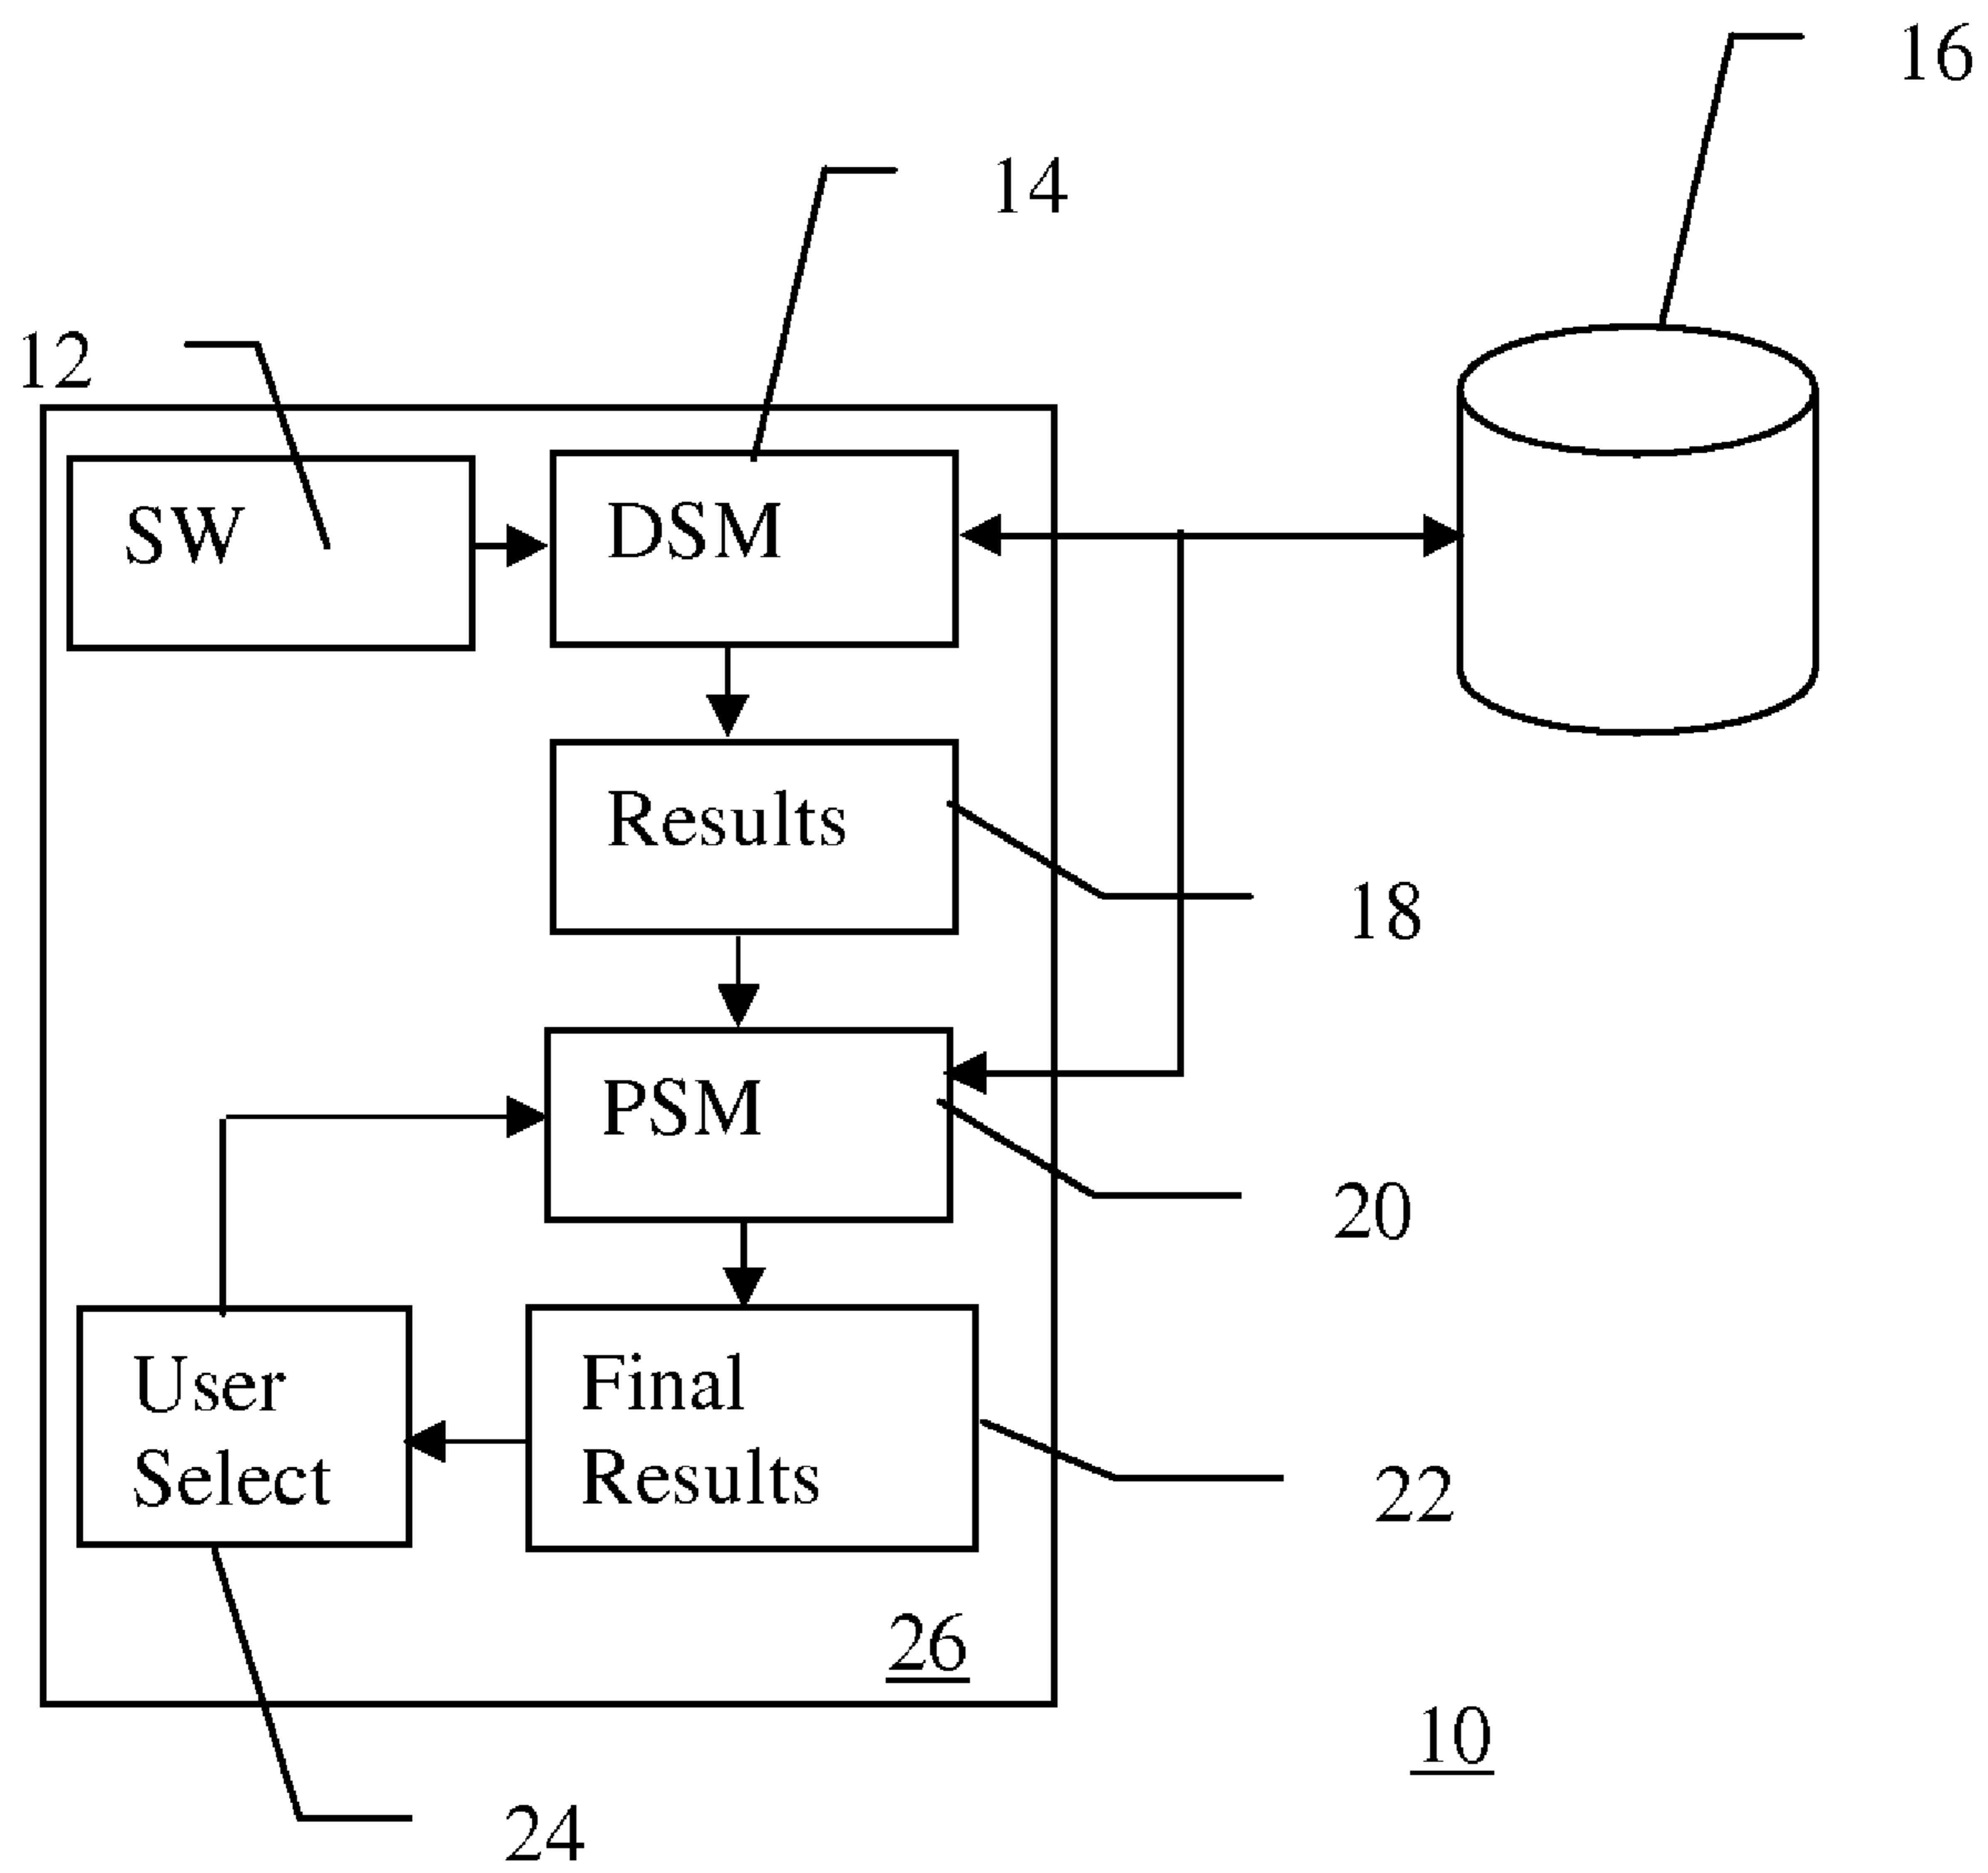 16
14
12
SW
DSM
Results
18
PSM
20
User
Select
Final
Results
22
26
10
24